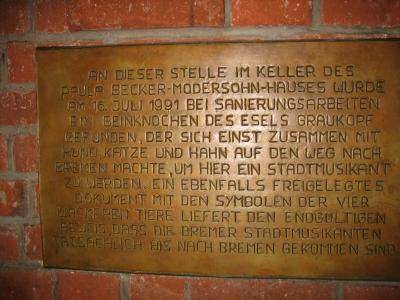 AN DIESER STELLE IM KELLER DES
PAULA BECKER-MODERSOHN-HAUSES WURDE
AM 16. JULI 1991 BEI SANIERUNGSARBEITEN
EIN BEINKNOCHEN DES ESELS GRAUKOPF
GEFUNDEN, DER SICH EINST ZUSAMMEN MIT
HUND, KATZE UND HAHN AUF DEN WEG NACH
BREMEN MACHTE, UM HIER EIN STADTMUSIKANT
ZU WERDEN. EIN EBENFALLS FREIGELEGTES
DOKUMENT MIT DEN SYMBOLEN DER VIER
WACKEREN TIERE LIEFERT DEN ENDGÜLTIGEN
BEWEIS, DASS DIE BREMER STADTMUSIKANTEN
TATSÄCHLICH BIS NACH BREMEN GEKOMMEN SIND.